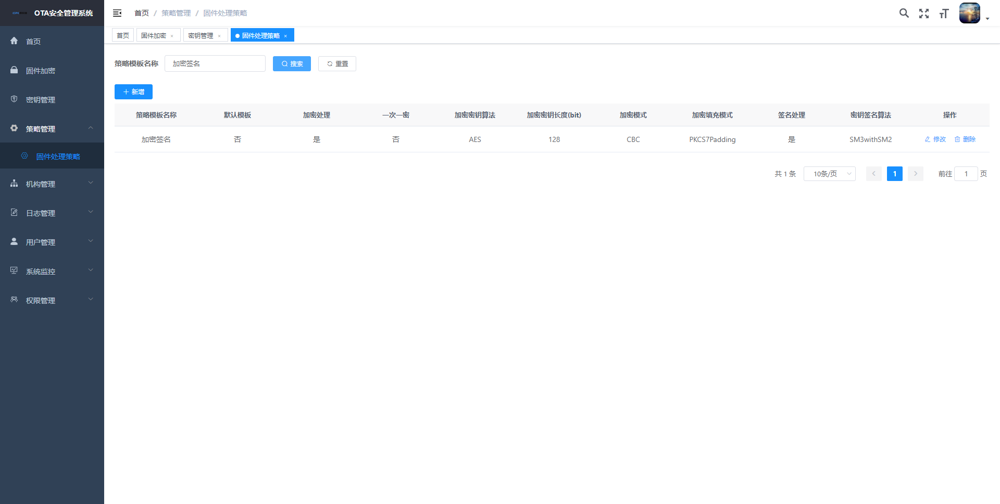 OTA安全管理系统
首页 / 策略管理 / 固件处理策略
首页
固件加密 ×
密钥管理 ×
固件处理策略 ×
首页
固件加密
密钥管理
策略管理
固件处理策略
机构管理
日志管理
用户管理
系统监控
权限管理
策略模板名称 加密签名 搜索 重置
新增
策略模板名称 默认模板 加密处理 一次一密 加密密钥算法 加密密钥长度(bit) 加密模式 加密填充模式 签名处理 密钥签名算法 操作
加密签名 否 是 否 AES 128 CBC PKCS7Padding 是 SM3withSM2 修改 删除
共 1 条 10条/页 1 前往 1 页